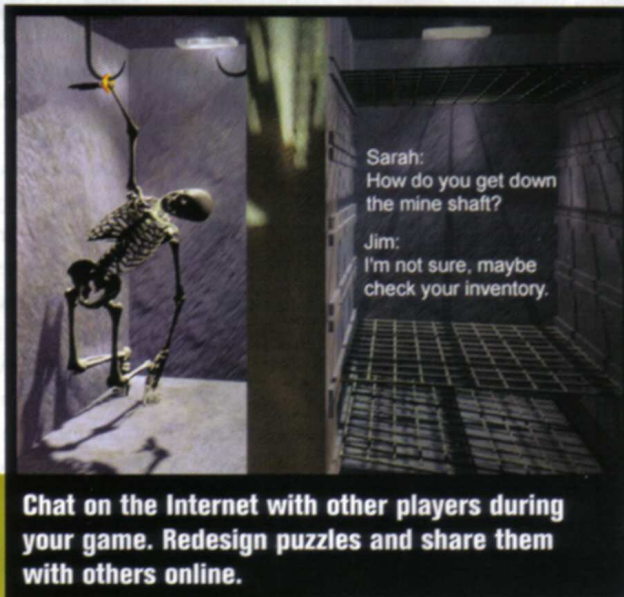 Sarah:
How do you get down
the mine shaft?
Jim:
I'm not sure, maybe
check your inventory.
Chat on the Internet with other players during
your game. Redesign puzzles and share them
with others online.